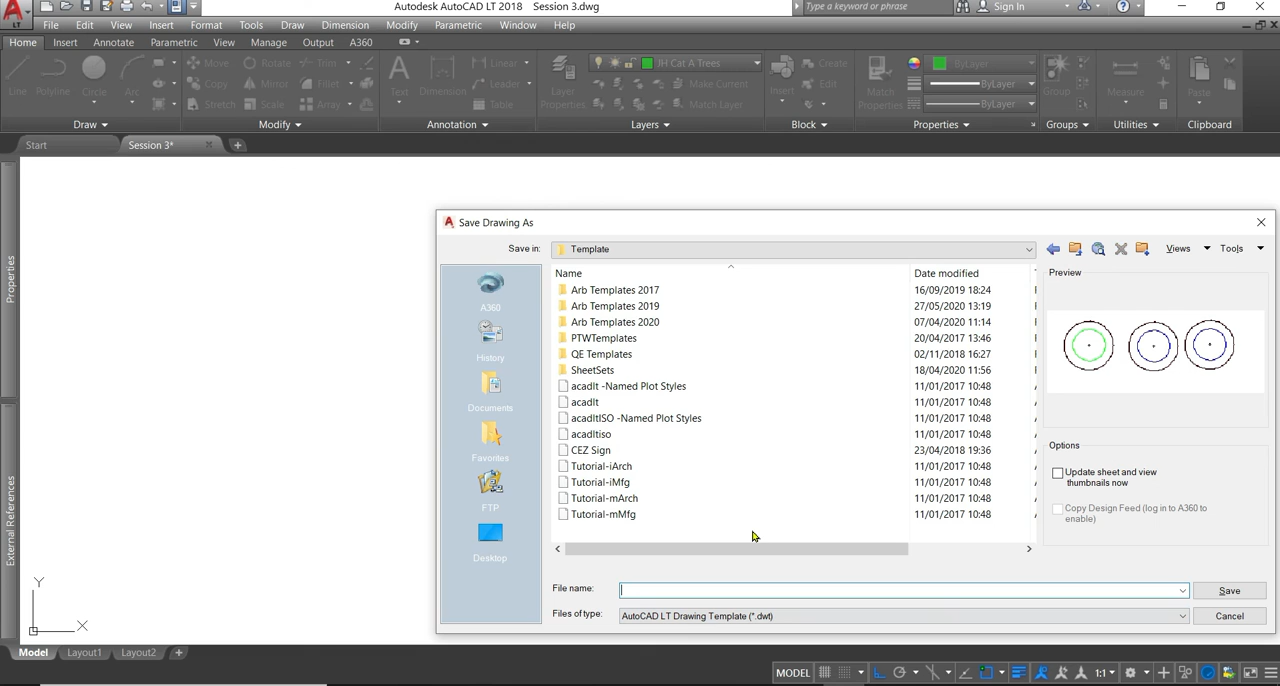 Autodesk AutoCAD LT 2018 Session 3.dwg
Type a keyword or phrase
Sign In
LT
File Edit View Insert Format Tools Draw Dimension Modify Parametric Window Help
Home Insert Annotate Parametric View Manage Output A360
Line Polyline Circle Arc
Move Rotate Trim
Copy Mirror Fillet
Stretch Scale Array
Text Dimension
Linear
Leader
Table
Layer Properties
JH Cat A Trees
Make Current
Match Layer
Insert
Create
Edit
Match Properties
ByLayer
ByLayer
ByLayer
Group
Measure
Paste
Draw Modify Annotation Layers Block Properties Groups Utilities Clipboard
Start Session 3*
Properties
External References
Save Drawing As
Save in: Template
Views Tools
A360
History
Documents
Favorites
FTP
Desktop
Name Date modified
Arb Templates 2017 16/09/2019 18:24
Arb Templates 2019 27/05/2020 13:19
Arb Templates 2020 07/04/2020 11:14
PTWTemplates 20/04/2017 13:46
QE Templates 02/11/2018 16:27
SheetSets 18/04/2020 11:56
acadlt -Named Plot Styles 11/01/2017 10:48
acadlt 11/01/2017 10:48
acadltISO -Named Plot Styles 11/01/2017 10:48
acadltiso 11/01/2017 10:48
CEZ Sign 23/04/2018 19:36
Tutorial-iArch 11/01/2017 10:48
Tutorial-iMfg 11/01/2017 10:48
Tutorial-mArch 11/01/2017 10:48
Tutorial-mMfg 11/01/2017 10:48
Preview
Options
Update sheet and view
thumbnails now
Copy Design Feed (log in to A360 to
enable)
File name:
Save
Files of type: AutoCAD LT Drawing Template (*.dwt)
Cancel
Y
X
Model Layout1 Layout2
MODEL
1:1